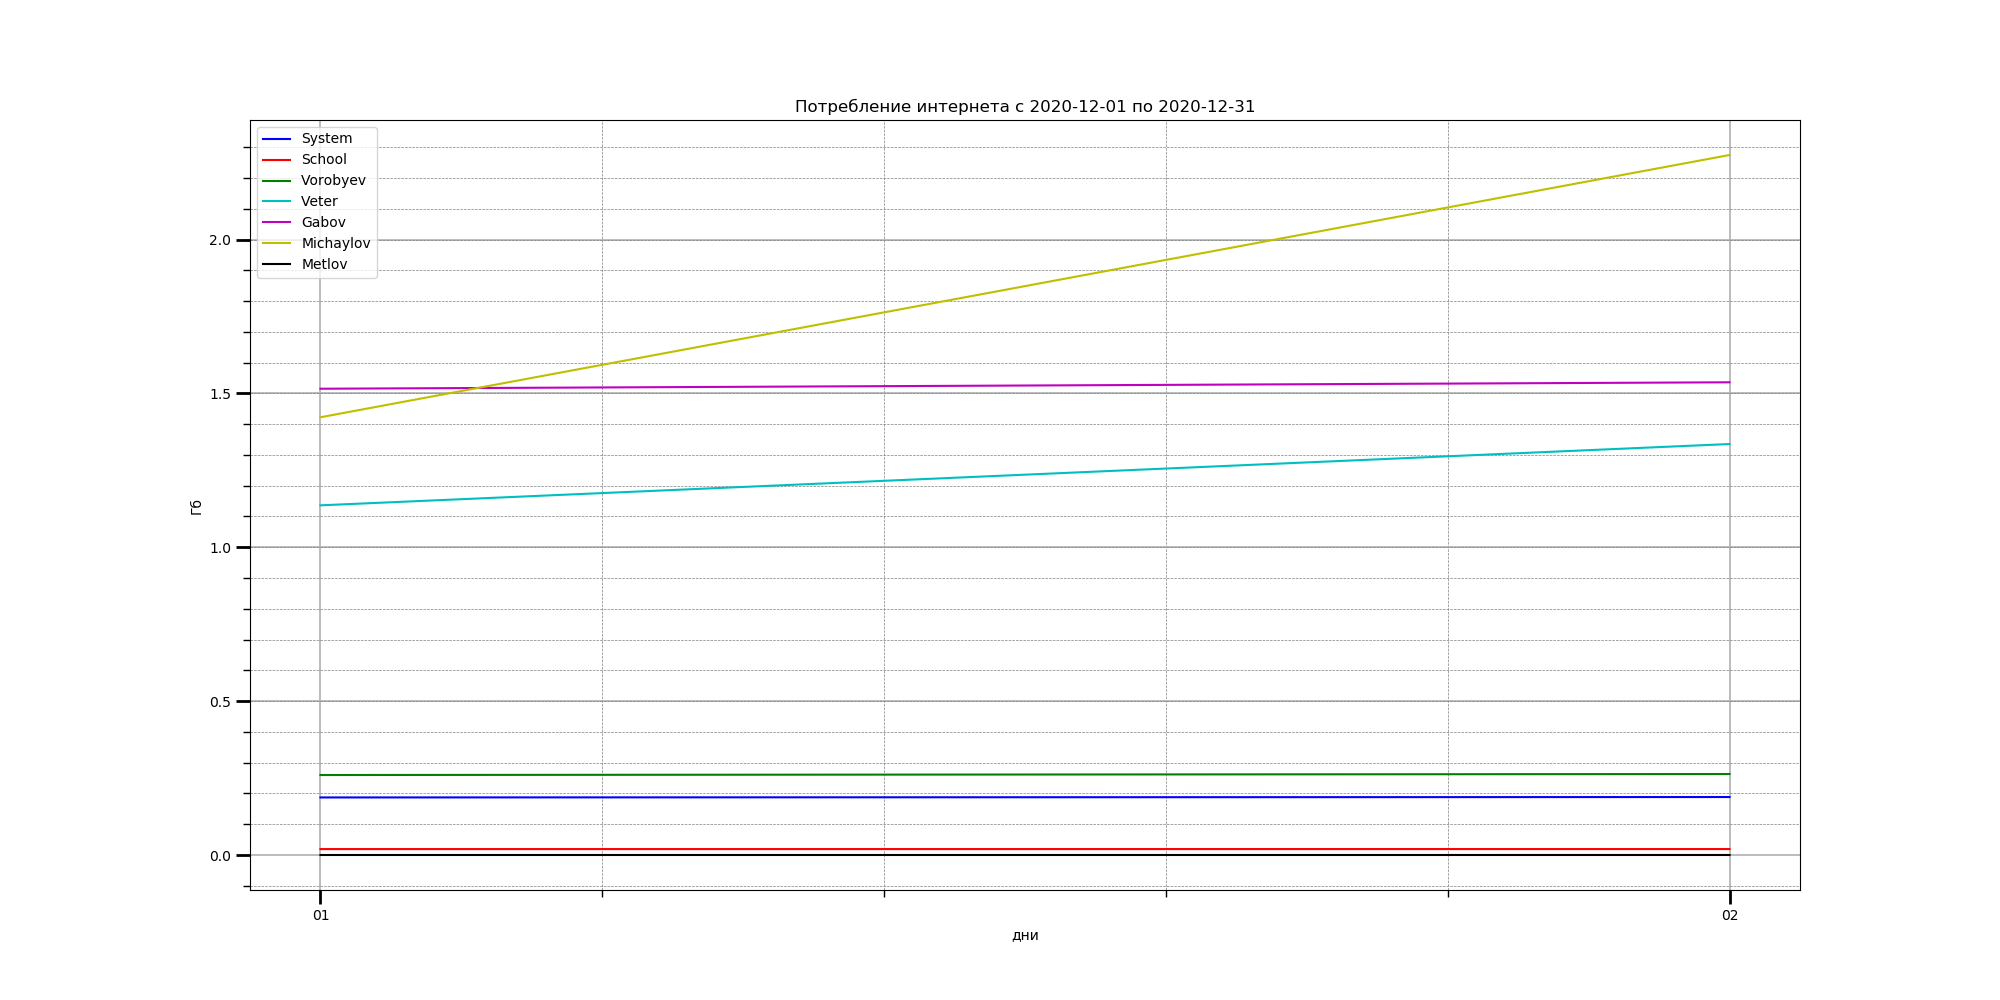 Потребление интернета с 2020-12-01 по 2020-12-31
System
School
Vorobyev
Veter
Gabov
Michaylov
Metlov
2.0
1.5
1.0
0.5
0.0
Гб
01
02
дни